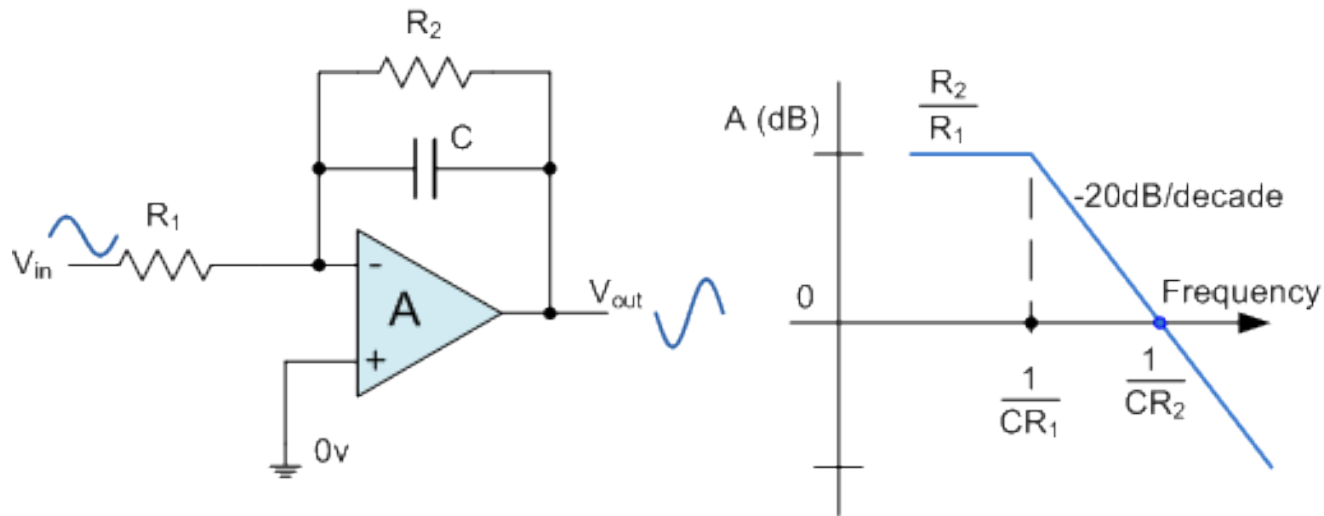 R₂
C
R₁
Vin
-
A
+
Vout
0v
A (dB)
R₂
R₁
-20dB/decade
0
Frequency
1
CR₁
1
CR₂